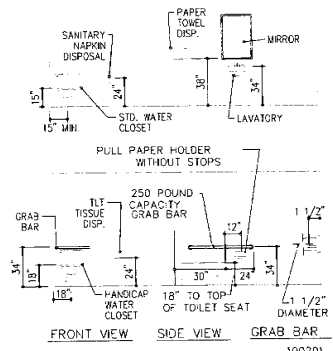 PAPER
TOWEL
DISP.
MIRROR
SANITARY
NAPKIN
DISPOSAL
LAVATORY
15"
24"
38"
34"
15" MIN.
STD. WATER
CLOSET
PULL PAPER HOLDER
WITHOUT STOPS
250 POUND
CAPACITY
GRAB BAR
GRAB
BAR
TLT
TISSUE
DISP.
12"
1 1/2"
34"
18"
24"
30"
24"
34"
18"
HANDICAP
WATER
CLOSET
18" TO TOP
OF TOILET SEAT
1 1/2"
DIAMETER
FRONT VIEW
SIDE VIEW
GRAB BAR